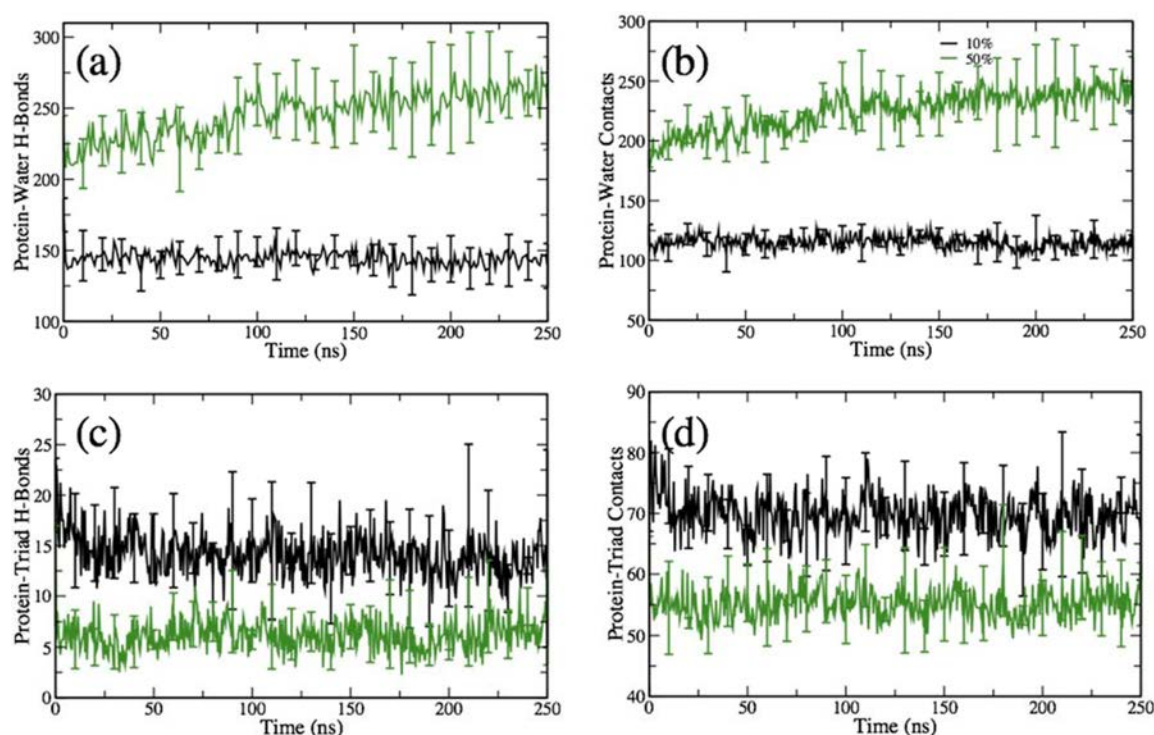 (a)
Protein-Water H-Bonds
300
250
200
150
100
0 50 100 150 200 250
Time (ns)
(b)
10%
50%
Protein-Water Contacts
300
250
200
150
100
50
0 50 100 150 200 250
Time (ns)
(c)
Protein-Triad H-Bonds
30
25
20
15
10
5
0
0 50 100 150 200 250
Time (ns)
(d)
Protein-Triad Contacts
90
80
70
60
50
40
0 50 100 150 200 250
Time (ns)